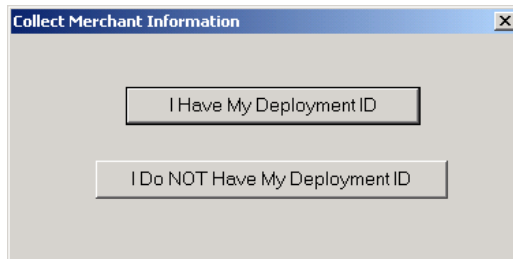 Collect Merchant Information
I Have My Deployment ID
I Do NOT Have My Deployment ID